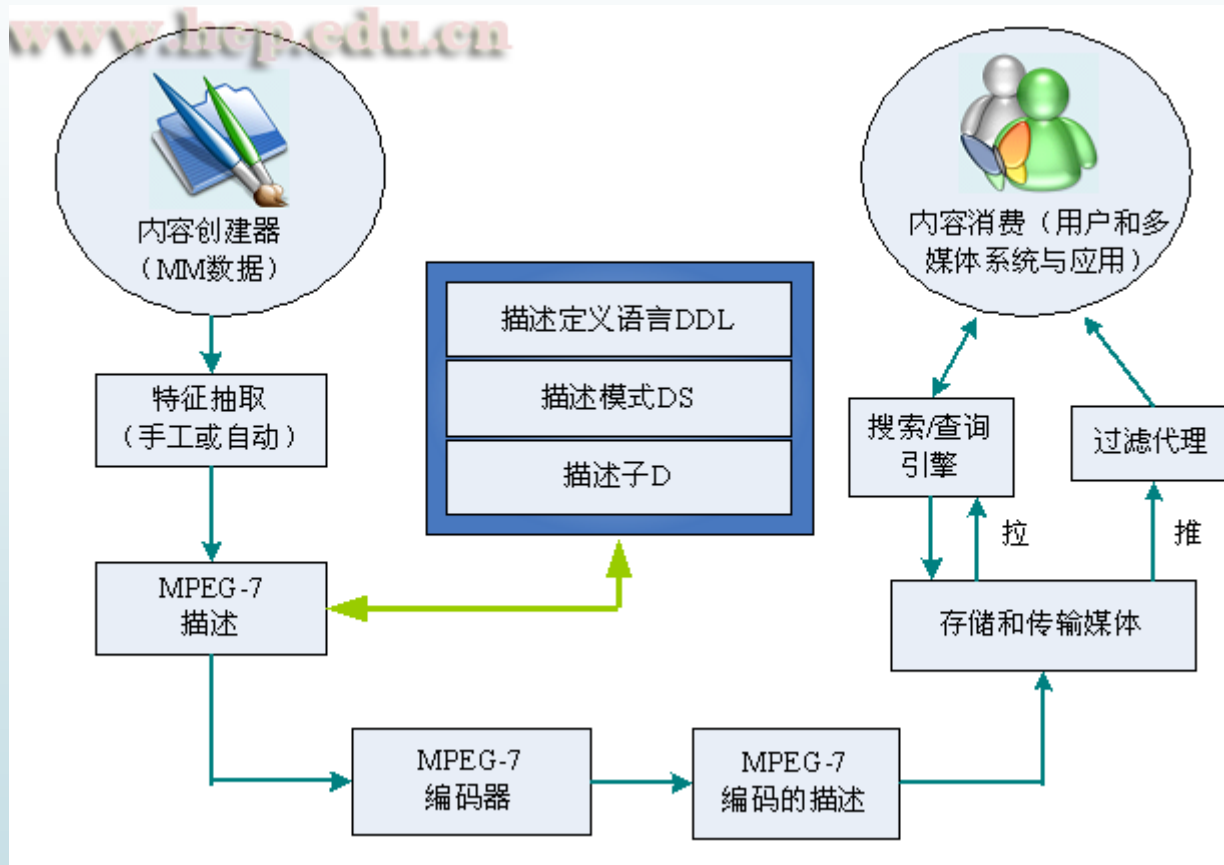 www.hep.edu.cn
内容创建器
（MM数据）
特征抽取
（手工或自动）
MPEG-7
描述
描述定义语言DDL
描述模式DS
描述子D
MPEG-7
编码器
MPEG-7
编码的描述
内容消费（用户和多
媒体系统与应用）
搜索/查询
引擎
过滤代理
拉
推
存储和传输媒体